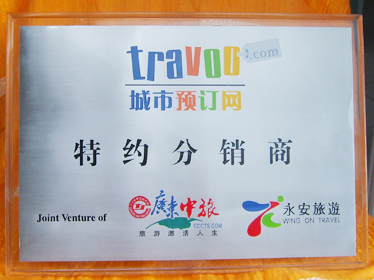 travoo.com
城市预订网
特约分销商
Joint Venture of
廣東中旅
GDCTS.COM
旅游激活人生
永安旅遊
WING ON TRAVEL